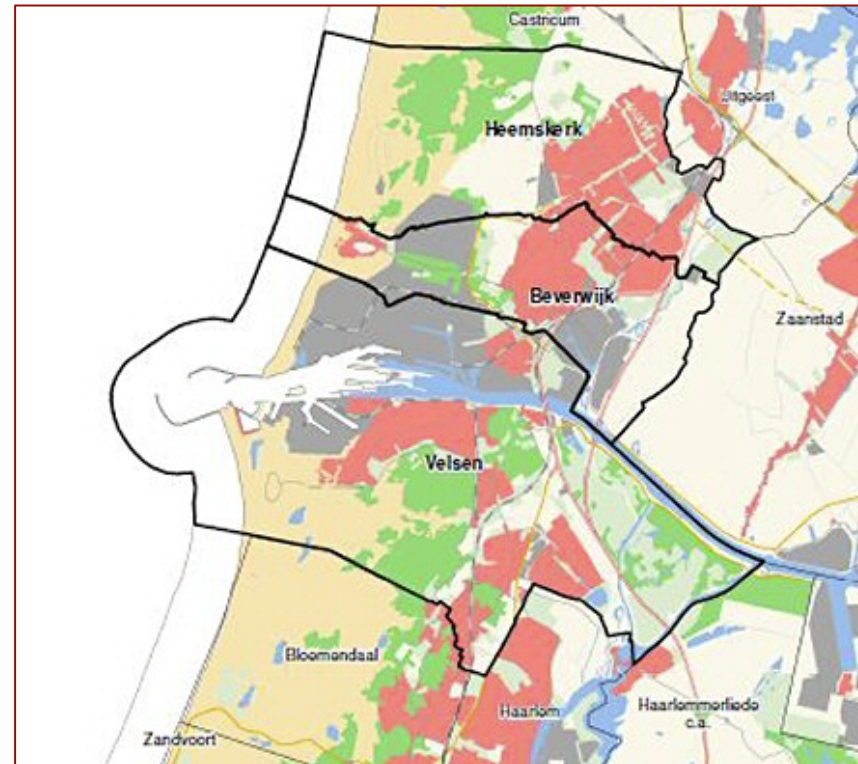 Castricum
Uitgeest
Heemskerk
Beverwijk
Zaanstad
Velsen
Bloemendaal
Haarlem
Haarlemmerliede
c.a.
Zandvoort